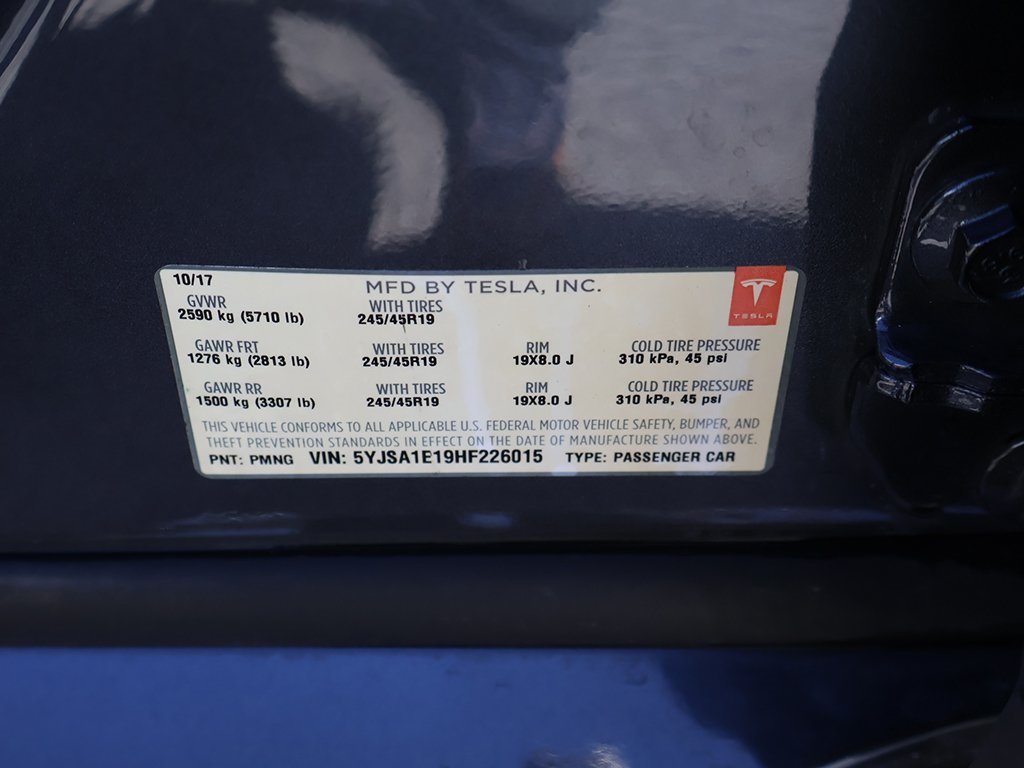 10/17
MFD BY TESLA, INC.
TESLA
GVWR WITH TIRES
2590 kg (5710 lb) 245/45R19
GAWR FRT WITH TIRES RIM COLD TIRE PRESSURE
1276 kg (2813 lb) 245/45R19 19X8.0 J 310 kPa, 45 psi
GAWR RR WITH TIRES RIM COLD TIRE PRESSURE
1500 kg (3307 lb) 245/45R19 19X8.0 J 310 kPa, 45 psi
THIS VEHICLE CONFORMS TO ALL APPLICABLE U.S. FEDERAL MOTOR VEHICLE SAFETY, BUMPER, AND
THEFT PREVENTION STANDARDS IN EFFECT ON THE DATE OF MANUFACTURE SHOWN ABOVE.
PNT: PMNG VIN: 5YJSA1E19HF226015 TYPE: PASSENGER CAR